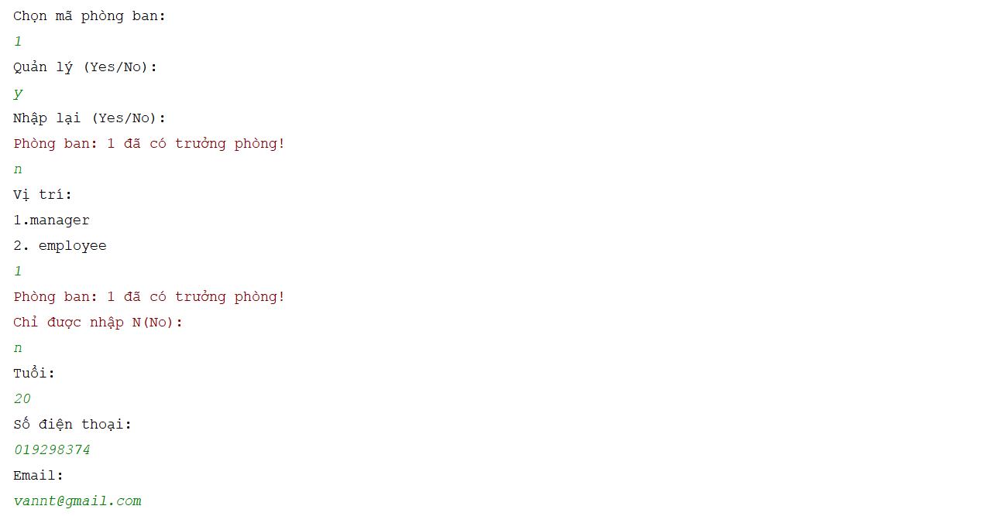 Chọn mã phòng ban:
1
Quản lý (Yes/No):
y
Nhập lại (Yes/No):
Phòng ban: 1 đã có trưởng phòng!
n
Vị trí:
1.manager
2. employee
1
Phòng ban: 1 đã có trưởng phòng!
Chỉ được nhập N(No):
n
Tuổi:
20
Số điện thoại:
019298374
Email:
vannt@gmail.com